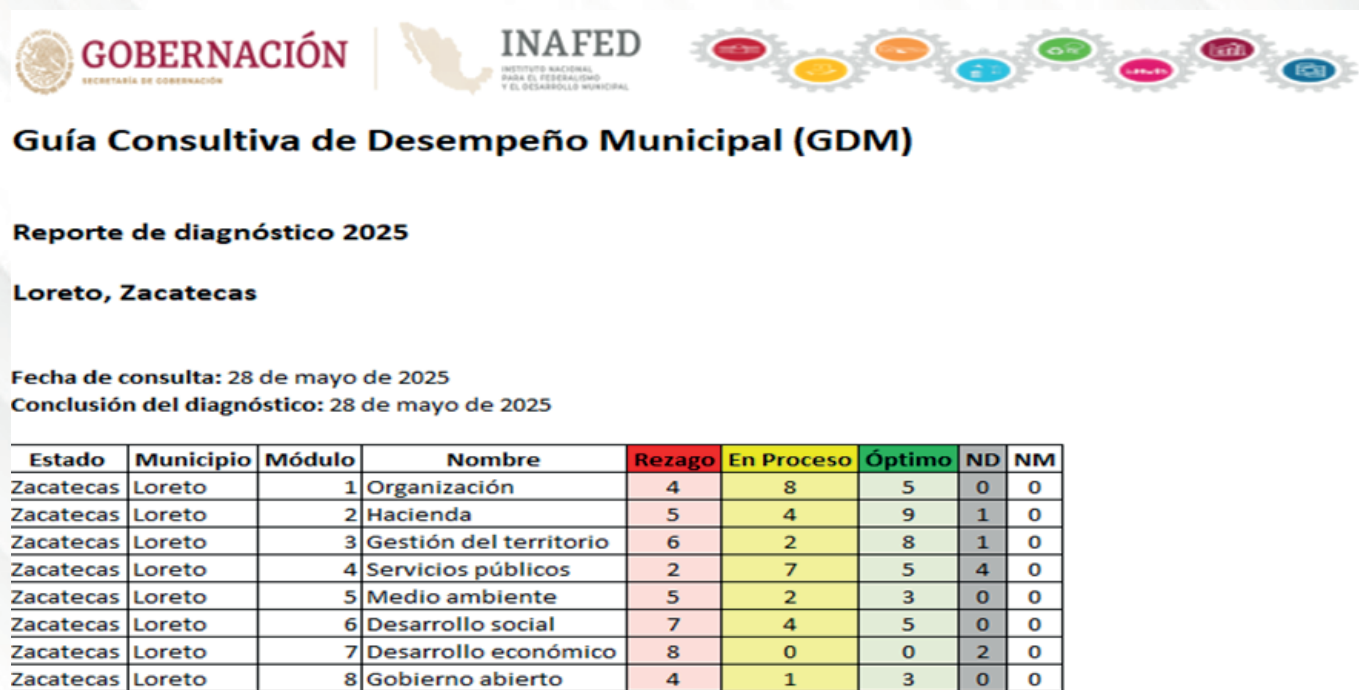 GOBERNACIÓN
SECRETARÍA DE GOBERNACIÓN
INAFED
INSTITUTO NACIONAL
PARA EL FEDERALISMO
Y EL DESARROLLO MUNICIPAL
Guía Consultiva de Desempeño Municipal (GDM)
Reporte de diagnóstico 2025
Loreto, Zacatecas
Fecha de consulta: 28 de mayo de 2025
Conclusión del diagnóstico: 28 de mayo de 2025
Estado Municipio Módulo Nombre Rezago En Proceso Óptimo ND NM
Zacatecas Loreto 1 Organización 4 8 5 0 0
Zacatecas Loreto 2 Hacienda 5 4 9 1 0
Zacatecas Loreto 3 Gestión del territorio 6 2 8 1 0
Zacatecas Loreto 4 Servicios públicos 2 7 5 4 0
Zacatecas Loreto 5 Medio ambiente 5 2 3 0 0
Zacatecas Loreto 6 Desarrollo social 7 4 5 0 0
Zacatecas Loreto 7 Desarrollo económico 8 0 0 2 0
Zacatecas Loreto 8 Gobierno abierto 4 1 3 0 0